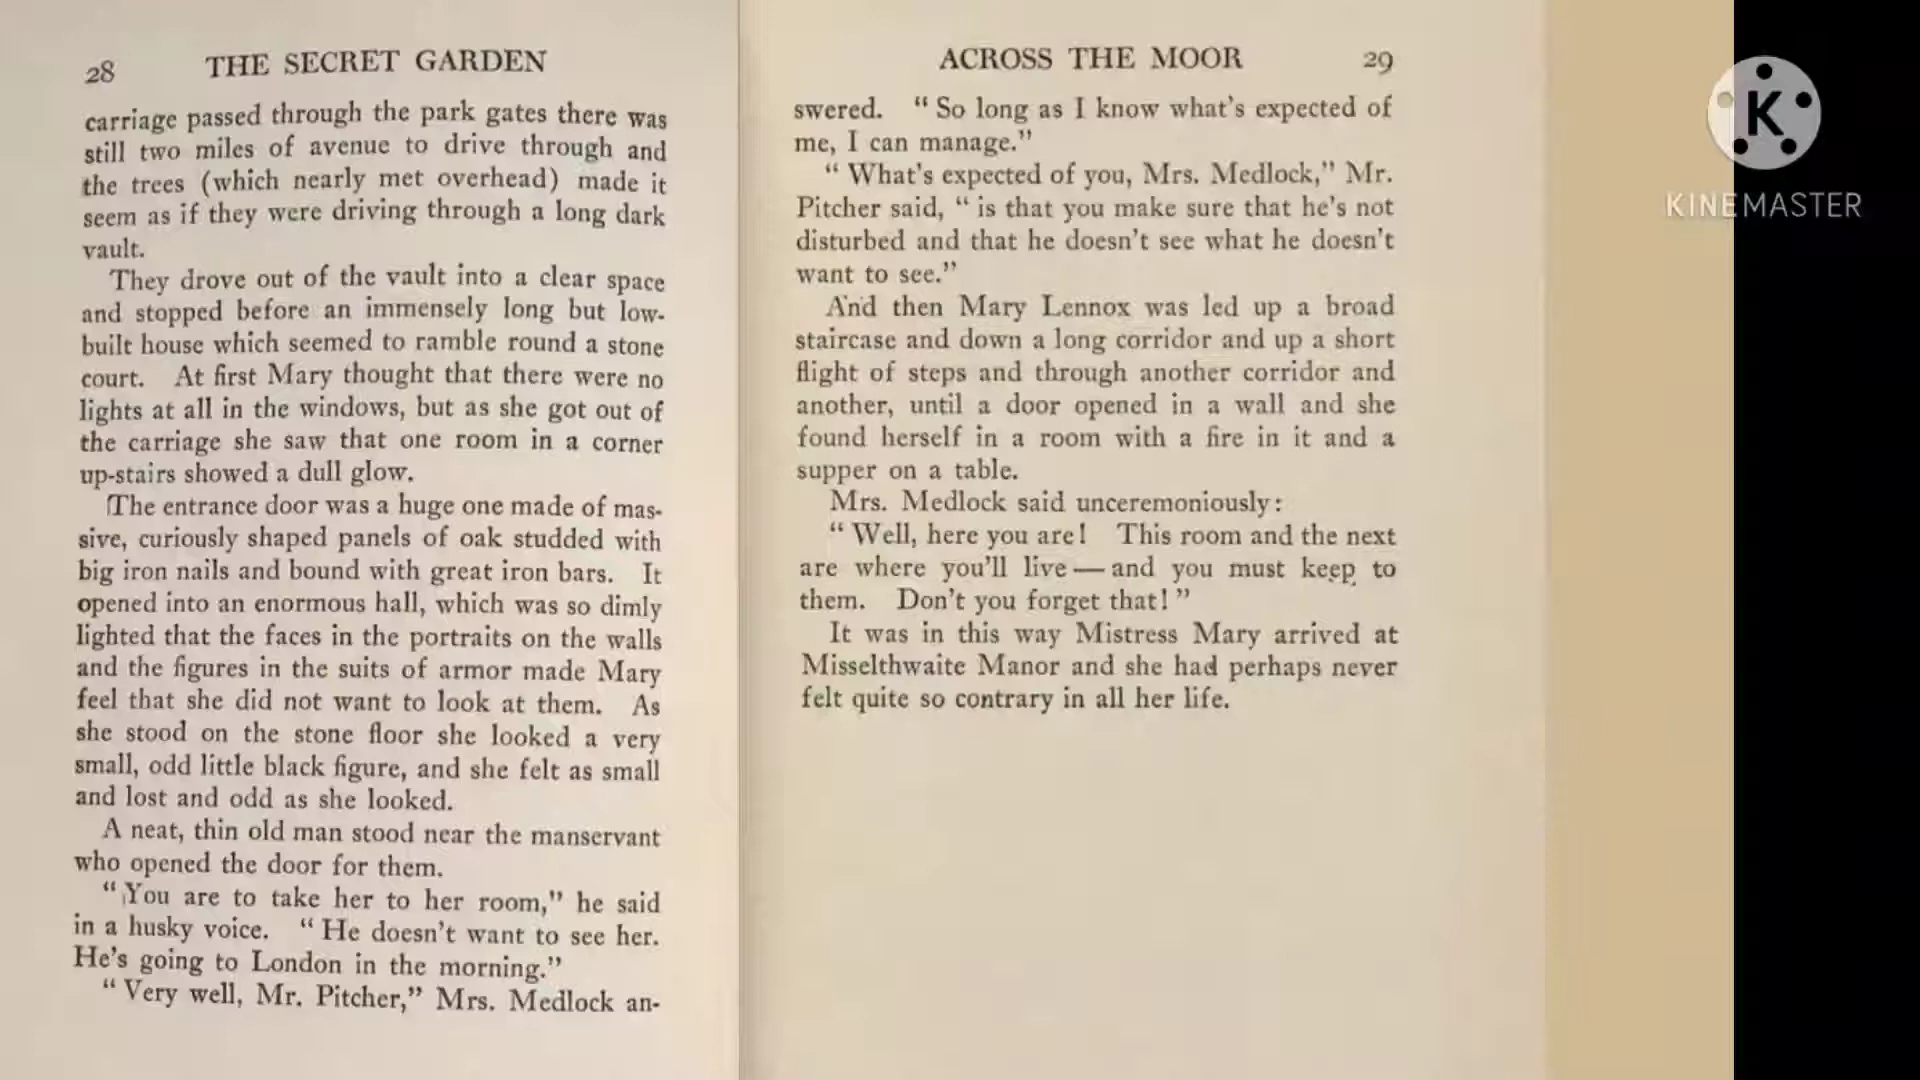 28 THE SECRET GARDEN
carriage passed through the park gates there was
still two miles of avenue to drive through and
the trees (which nearly met overhead) made it
seem as if they were driving through a long dark
vault.
They drove out of the vault into a clear space
and stopped before an immensely long but low-
built house which seemed to ramble round a stone
court. At first Mary thought that there were no
lights at all in the windows, but as she got out of
the carriage she saw that one room in a corner
up-stairs showed a dull glow.
The entrance door was a huge one made of mas-
sive, curiously shaped panels of oak studded with
big iron nails and bound with great iron bars. It
opened into an enormous hall, which was so dimly
lighted that the faces in the portraits on the walls
and the figures in the suits of armor made Mary
feel that she did not want to look at them. As
she stood on the stone floor she looked a very
small, odd little black figure, and she felt as small
and lost and odd as she looked.
A neat, thin old man stood near the manservant
who opened the door for them.
“You are to take her to her room,” he said
in a husky voice. “He doesn't want to see her.
He's going to London in the morning.”
“Very well, Mr. Pitcher,” Mrs. Medlock an-
ACROSS THE MOOR 29
swered. “So long as I know what's expected of
me, I can manage.”
“What's expected of you, Mrs. Medlock,” Mr.
Pitcher said, “is that you make sure that he's not
disturbed and that he doesn't see what he doesn't
want to see.”
And then Mary Lennox was led up a broad
staircase and down a long corridor and up a short
flight of steps and through another corridor and
another, until a door opened in a wall and she
found herself in a room with a fire in it and a
supper on a table.
Mrs. Medlock said unceremoniously:
“Well, here you are! This room and the next
are where you'll live — and you must keep to
them. Don't you forget that!”
It was in this way Mistress Mary arrived at
Misselthwaite Manor and she had perhaps never
felt quite so contrary in all her life.
K
KINEMASTER